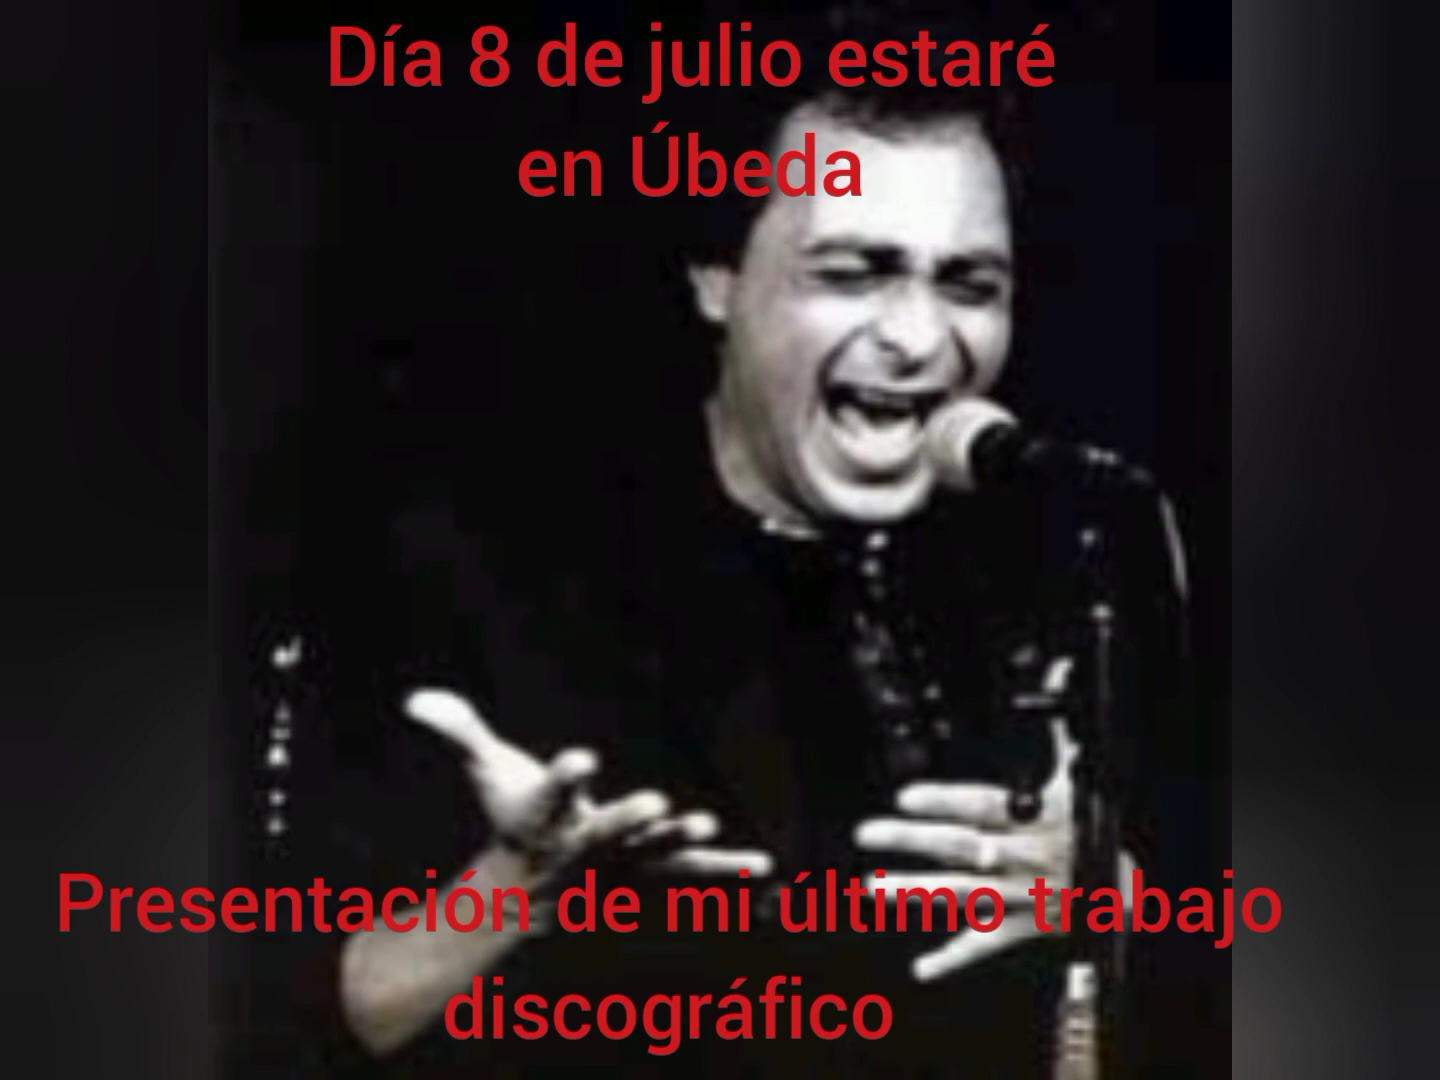 Día 8 de julio estaré
en Úbeda
Presentación de mi último trabajo
discográfico